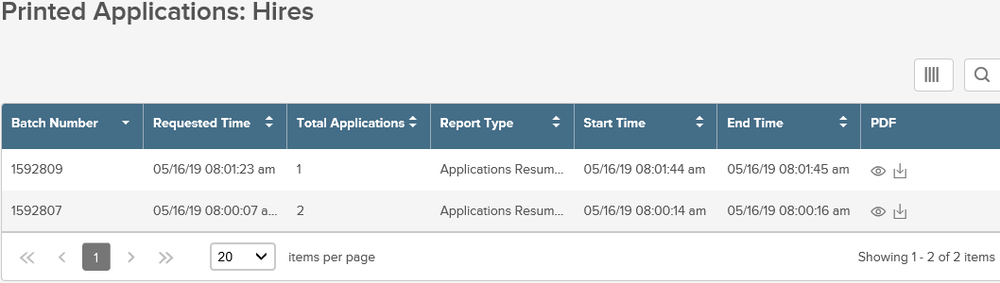 Printed Applications: Hires
Batch Number Requested Time Total Applications Report Type Start Time End Time PDF
1592809 05/16/19 08:01:23 am 1 Applications Resum... 05/16/19 08:01:44 am 05/16/19 08:01:45 am
1592807 05/16/19 08:00:07 a... 2 Applications Resum... 05/16/19 08:00:14 am 05/16/19 08:00:16 am
1 20 items per page Showing 1 - 2 of 2 items